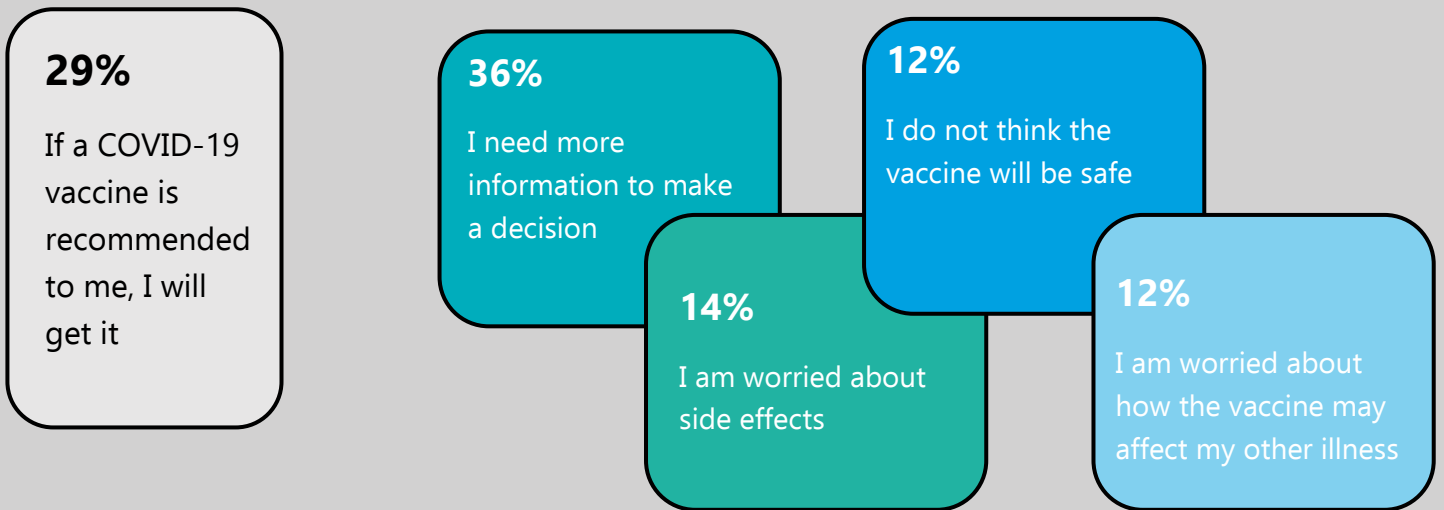 29%
If a COVID-19
vaccine is
recommended
to me, I will
get it
36%
I need more
information to make
a decision
14%
I am worried about
side effects
12%
I do not think the
vaccine will be safe
12%
I am worried about
how the vaccine may
affect my other illness